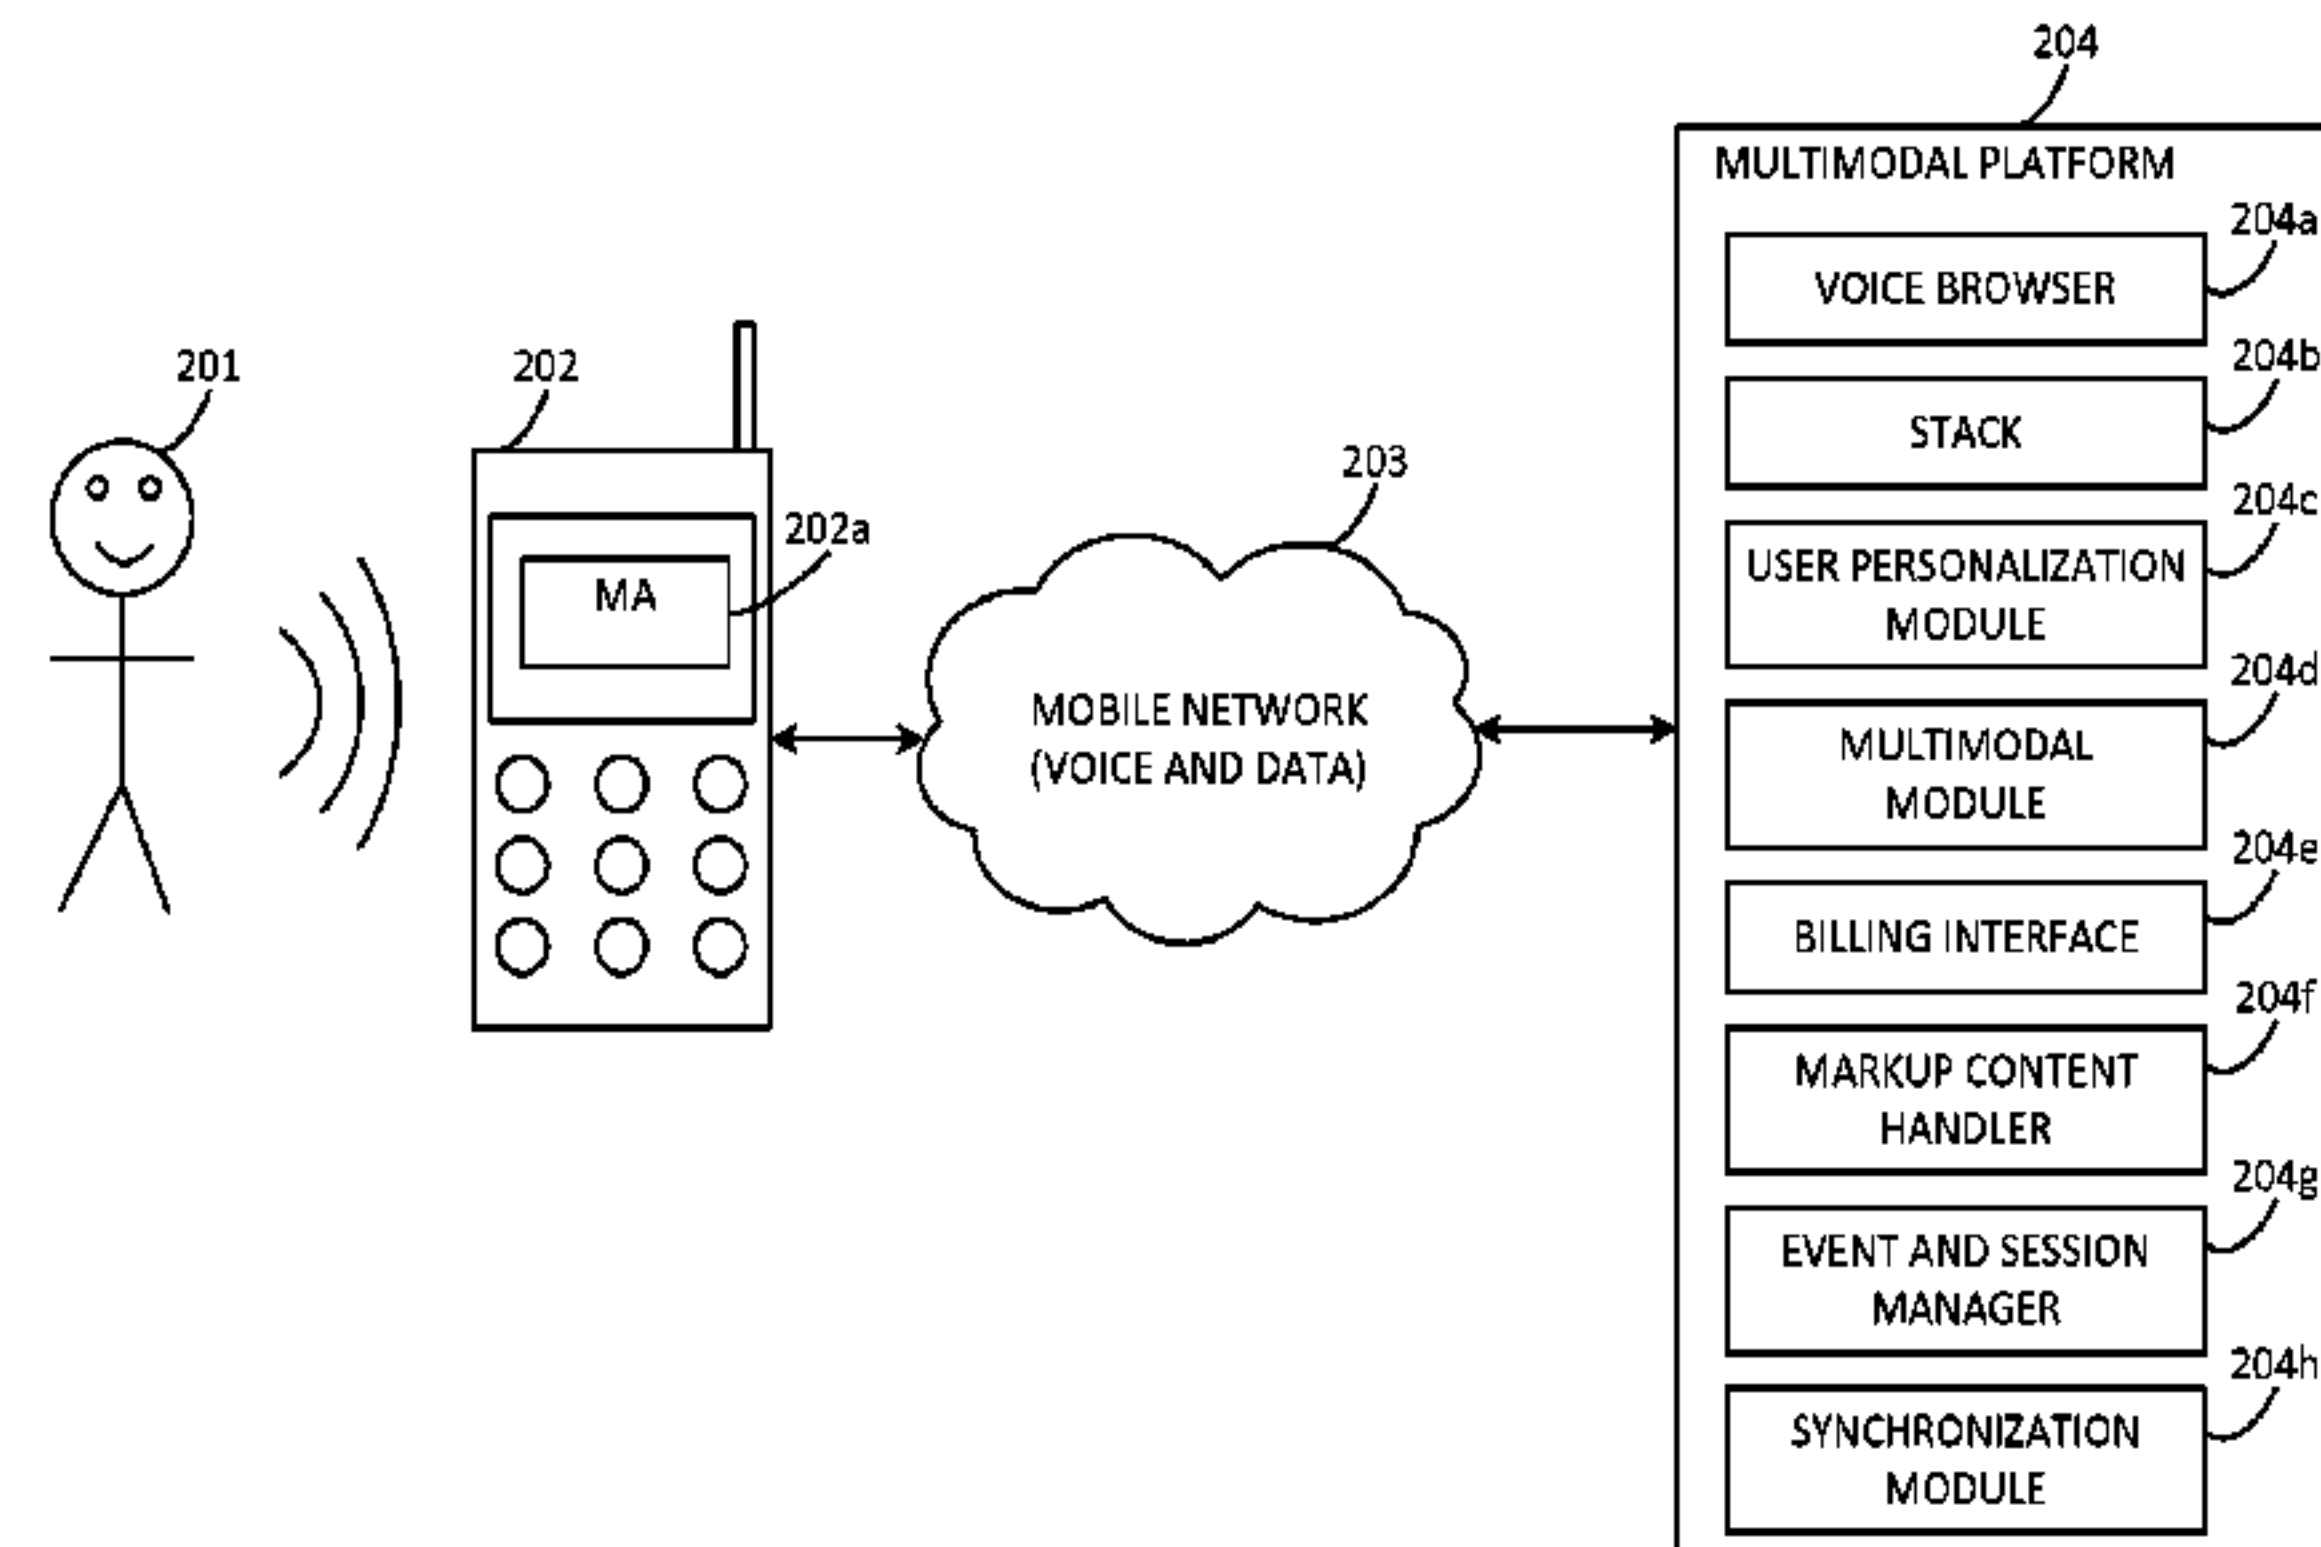 204
MULTIMODAL PLATFORM
204a
VOICE BROWSER
204b
STACK
204c
USER PERSONALIZATION
MODULE
204d
MULTIMODAL
MODULE
204e
BILLING INTERFACE
204f
MARKUP CONTENT
HANDLER
204g
EVENT AND SESSION
MANAGER
204h
SYNCHRONIZATION
MODULE
201
202
202a
MA
203
MOBILE NETWORK
(VOICE AND DATA)